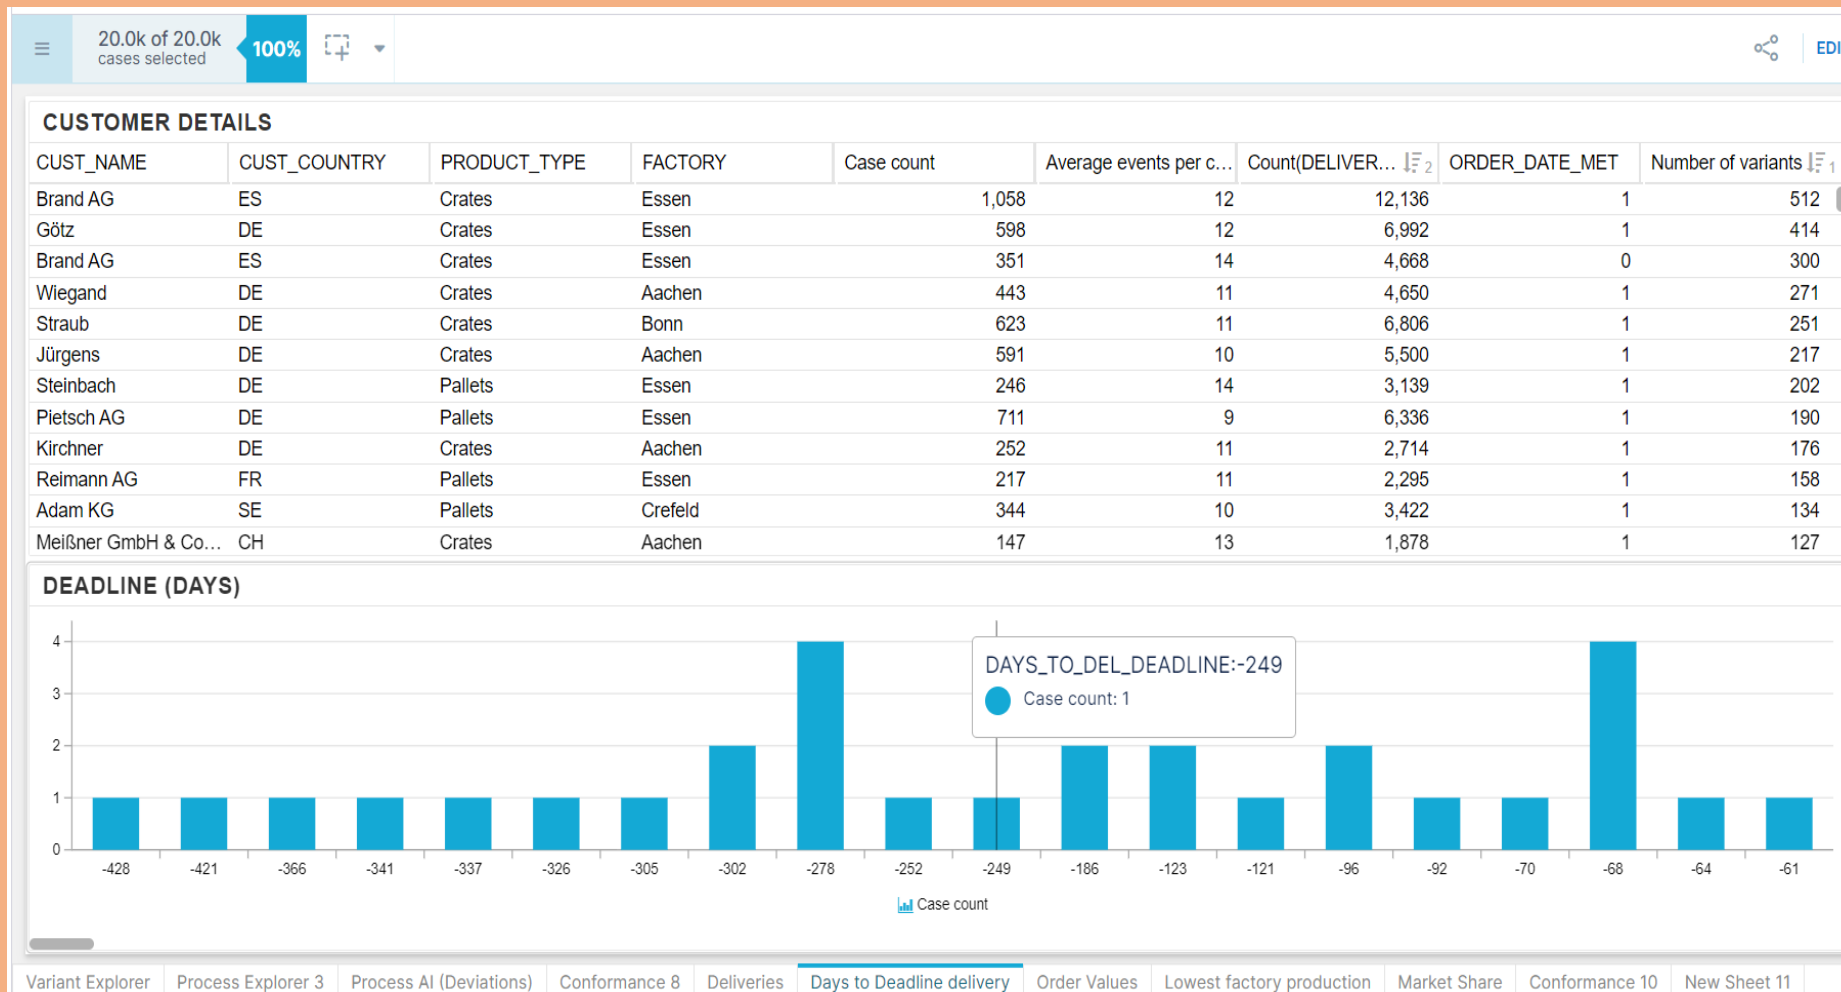 20.0k of 20.0k
cases selected
100%
EDI
CUSTOMER DETAILS
CUST_NAME CUST_COUNTRY PRODUCT_TYPE FACTORY Case count Average events per c... Count(DELIVER... 2 ORDER_DATE_MET Number of variants 1
Brand AG ES Crates Essen 1,058 12 12,136 1 512
Götz DE Crates Essen 598 12 6,992 1 414
Brand AG ES Crates Essen 351 14 4,668 0 300
Wiegand DE Crates Aachen 443 11 4,650 1 271
Straub DE Crates Bonn 623 11 6,806 1 251
Jürgens DE Crates Aachen 591 10 5,500 1 217
Steinbach DE Pallets Essen 246 14 3,139 1 202
Pietsch AG DE Pallets Essen 711 9 6,336 1 190
Kirchner DE Crates Aachen 252 11 2,714 1 176
Reimann AG FR Pallets Essen 217 11 2,295 1 158
Adam KG SE Pallets Crefeld 344 10 3,422 1 134
Meißner GmbH & Co... CH Crates Aachen 147 13 1,878 1 127
DEADLINE (DAYS)
4
3
2
1
0
DAYS_TO_DEL_DEADLINE:-249
Case count: 1
-428 -421 -366 -341 -337 -326 -305 -302 -278 -252 -249 -186 -123 -121 -96 -92 -70 -68 -64 -61
Case count
Variant Explorer Process Explorer 3 Process AI (Deviations) Conformance 8 Deliveries Days to Deadline delivery Order Values Lowest factory production Market Share Conformance 10 New Sheet 11